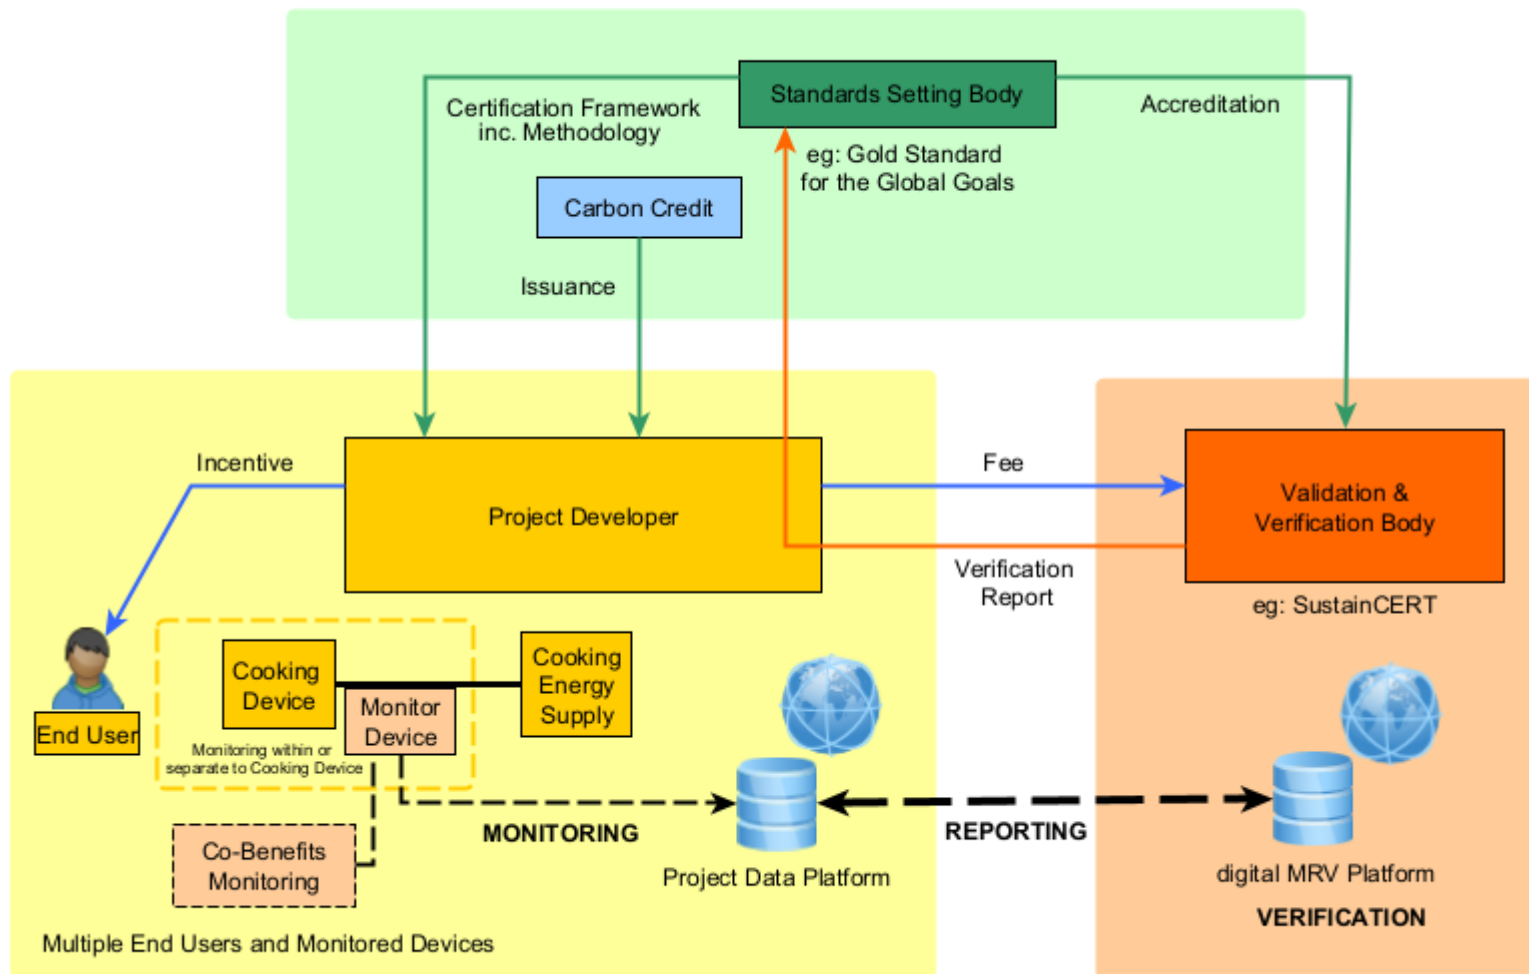 Standards Setting Body
Certification Framework
inc. Methodology
Accreditation
eg: Gold Standard
for the Global Goals
Carbon Credit
Issuance
Incentive
Project Developer
Fee
Validation &
Verification Body
Verification
Report
eg: SustainCERT
End User
Cooking
Device
Monitor
Device
Cooking
Energy
Supply
Monitoring within or
separate to Cooking Device
Co-Benefits
Monitoring
MONITORING
Project Data Platform
REPORTING
digital MRV Platform
VERIFICATION
Multiple End Users and Monitored Devices